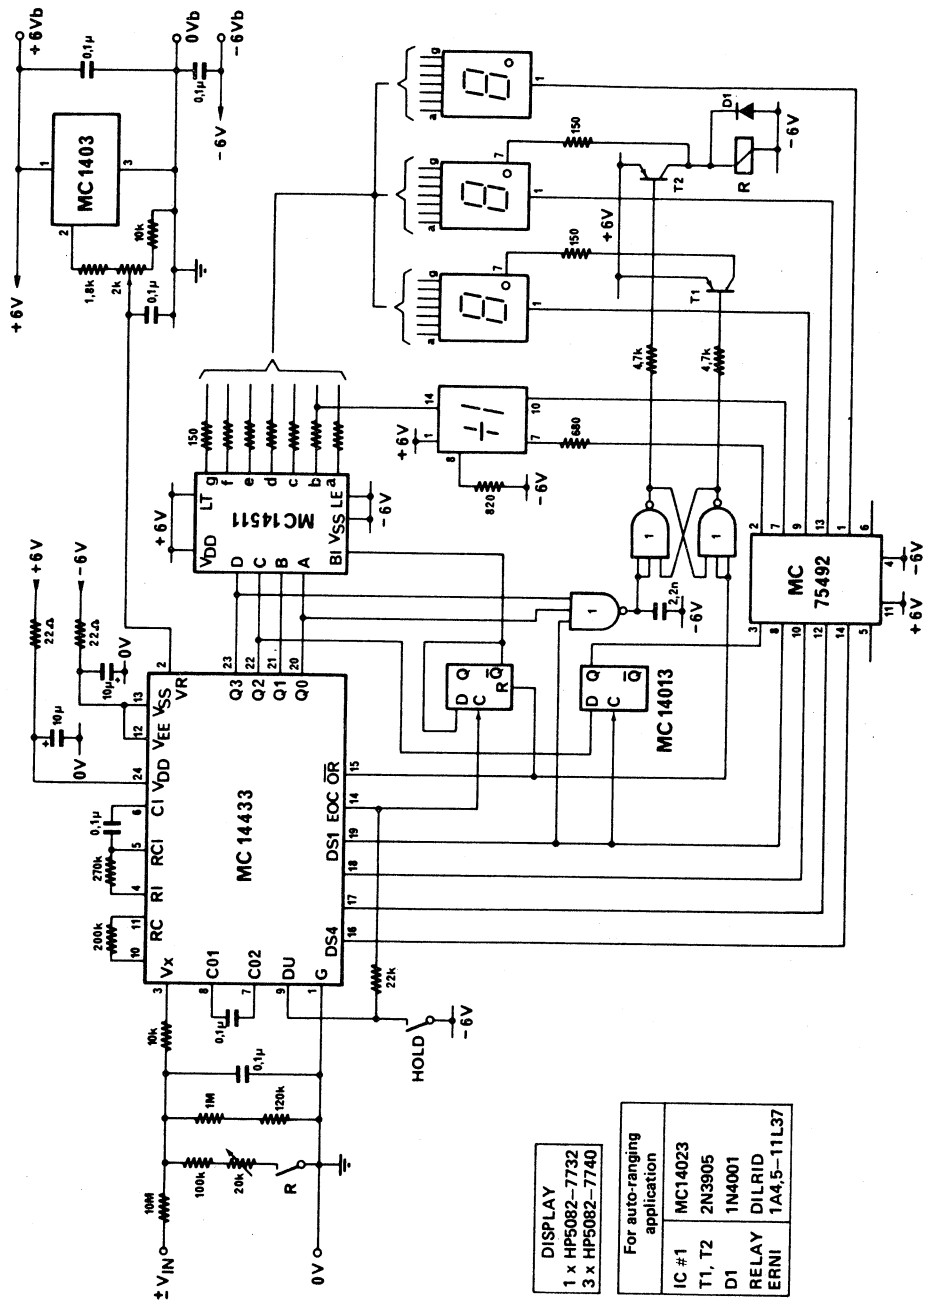 +6Vb
0Vb
-6Vb
0,1µ
0,1µ
-6V
1
MC1403
3
2
10k
1,8k
2k
0,1µ
+6V
a
g
1
a
g
7
1
a
g
7
1
150
150
+6V
T2
T1
D1
R
-6V
4,7k
4,7k
14
1
+6V
8
10
7
680
820
-6V
150
g
f
e
d
c
b
a
LT
LE
MC14511
VDD
VSS
BI
D
C
B
A
+6V
-6V
+6V
-6V
22Ω
22Ω
10µ
+
0V
10µ
+
0V
1
1
1
2,2n
-6V
2
7
9
13
1
6
MC
75492
3
8
10
12
14
5
4
-6V
11
+6V
D
Q
C
Q
R
D
Q
C
Q
MC14013
24
VDD
12
VEE
13
VSS
2
VR
23
Q3
22
Q2
21
Q1
20
Q0
MC14433
6
CI
5
RCI
4
RI
11
RC
10
0,1µ
270k
200k
15
OR
14
EOC
19
DS1
18
17
16
DS4
3
Vx
8
C01
7
C02
9
DU
1
G
0,1µ
22k
HOLD
-6V
10k
0,1µ
1M
120k
100k
20k
R
10M
±VIN
0V
DISPLAY
1 x HP5082–7732
3 x HP5082–7740
For auto-ranging
application
IC #1 MC14023
T1, T2 2N3905
D1 1N4001
RELAY DILRID
ERNI 1A4,5–11L37